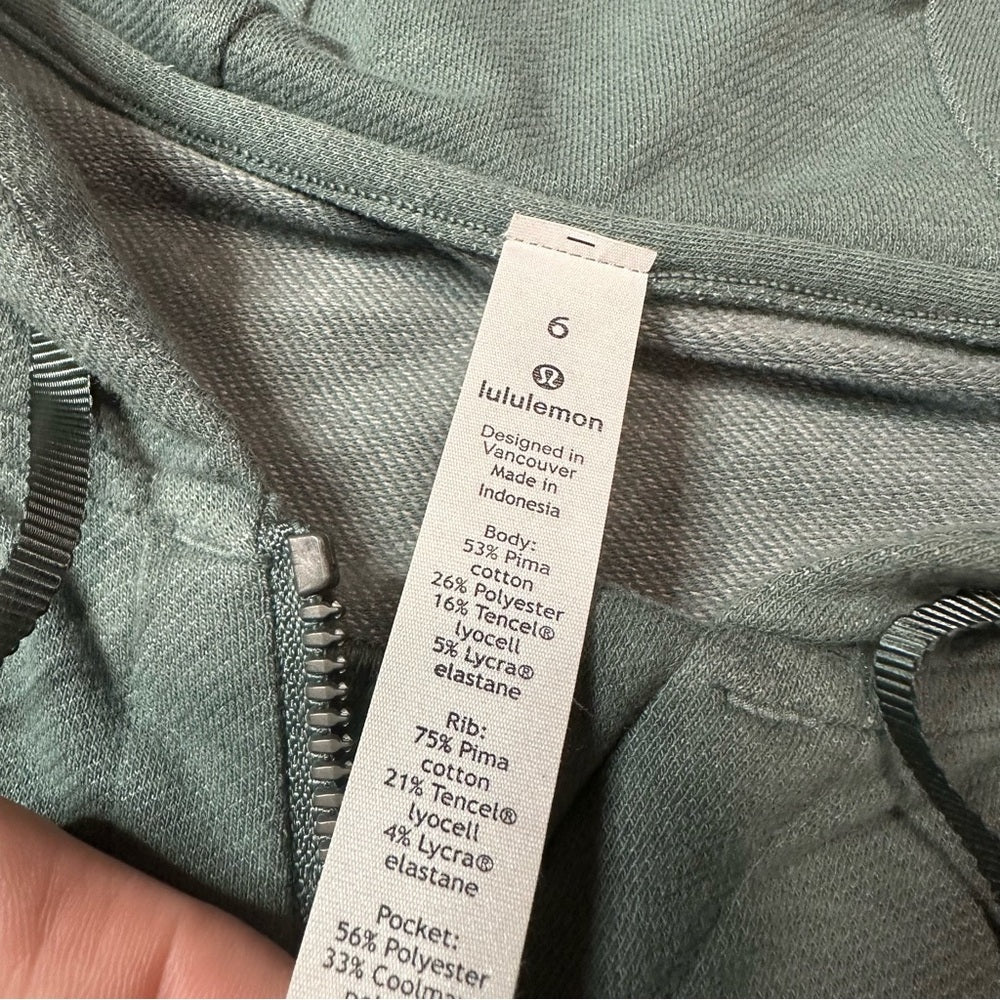 6
lululemon
Designed in
Vancouver
Made in
Indonesia
Body:
53% Pima
cotton
26% Polyester
16% Tencel®
lyocell
5% Lycra®
elastane
Rib:
75% Pima
cotton
21% Tencel®
lyocell
4% Lycra®
elastane
Pocket:
56% Polyester
33%